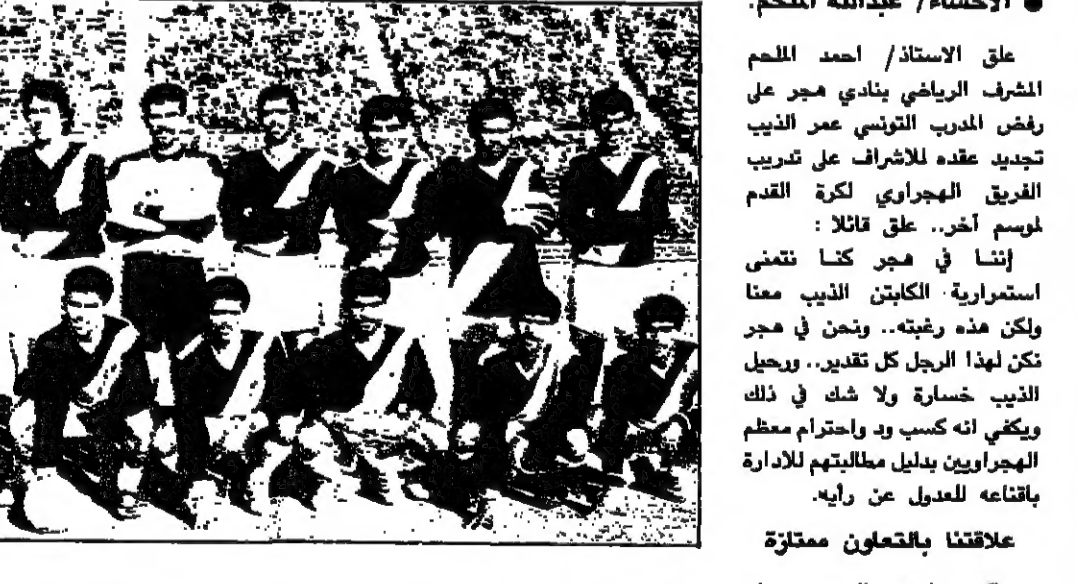 ● الاحساء / عبدالله الملحم:
علق الاستاذ / احمد الملحم
المشرف الرياضي بنادي هجر على
رفض المدرب التونسي عمر الذيب
تجديد عقده للاشراف على تدريب
الفريق الهجراوي لكرة القدم
لموسم آخر.. علق قائلا :
إننا في هجر كنا نتمنى
استمرارية الكابتن الذيب معنا
ولكن هذه رغبته.. ونحن في هجر
نكن لهذا الرجل كل تقدير.. ورحيل
الذيب خسارة ولا شك في ذلك
ويكفي انه كسب ود واحترام معظم
الهجراويين بدليل مطالبتهم للادارة
باقناعه للعدول عن رأيه.
علاقتنا بالتعاون ممتازة